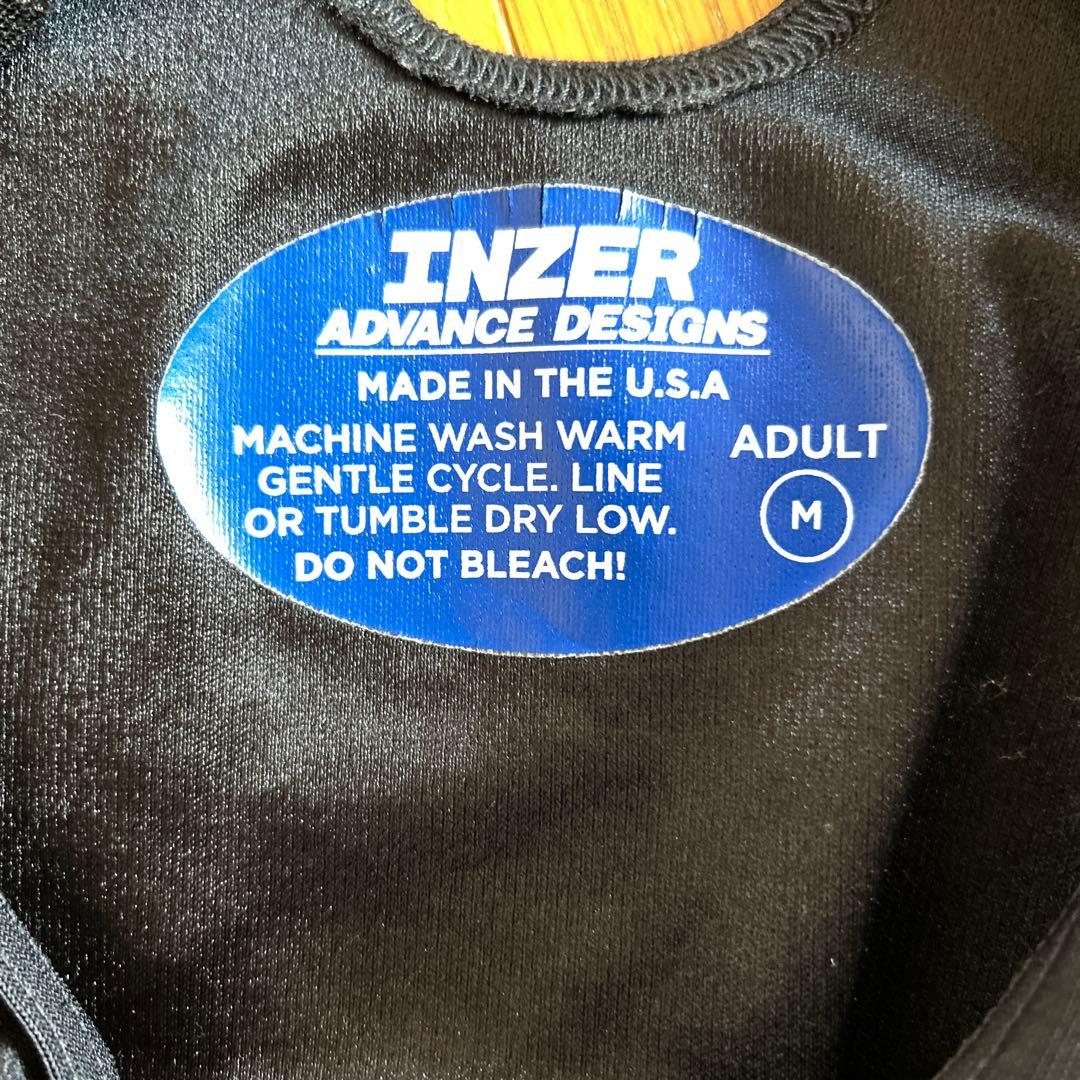 INZER
ADVANCE DESIGNS
MADE IN THE U.S.A
MACHINE WASH WARM
GENTLE CYCLE. LINE
OR TUMBLE DRY LOW.
DO NOT BLEACH!
ADULT
M